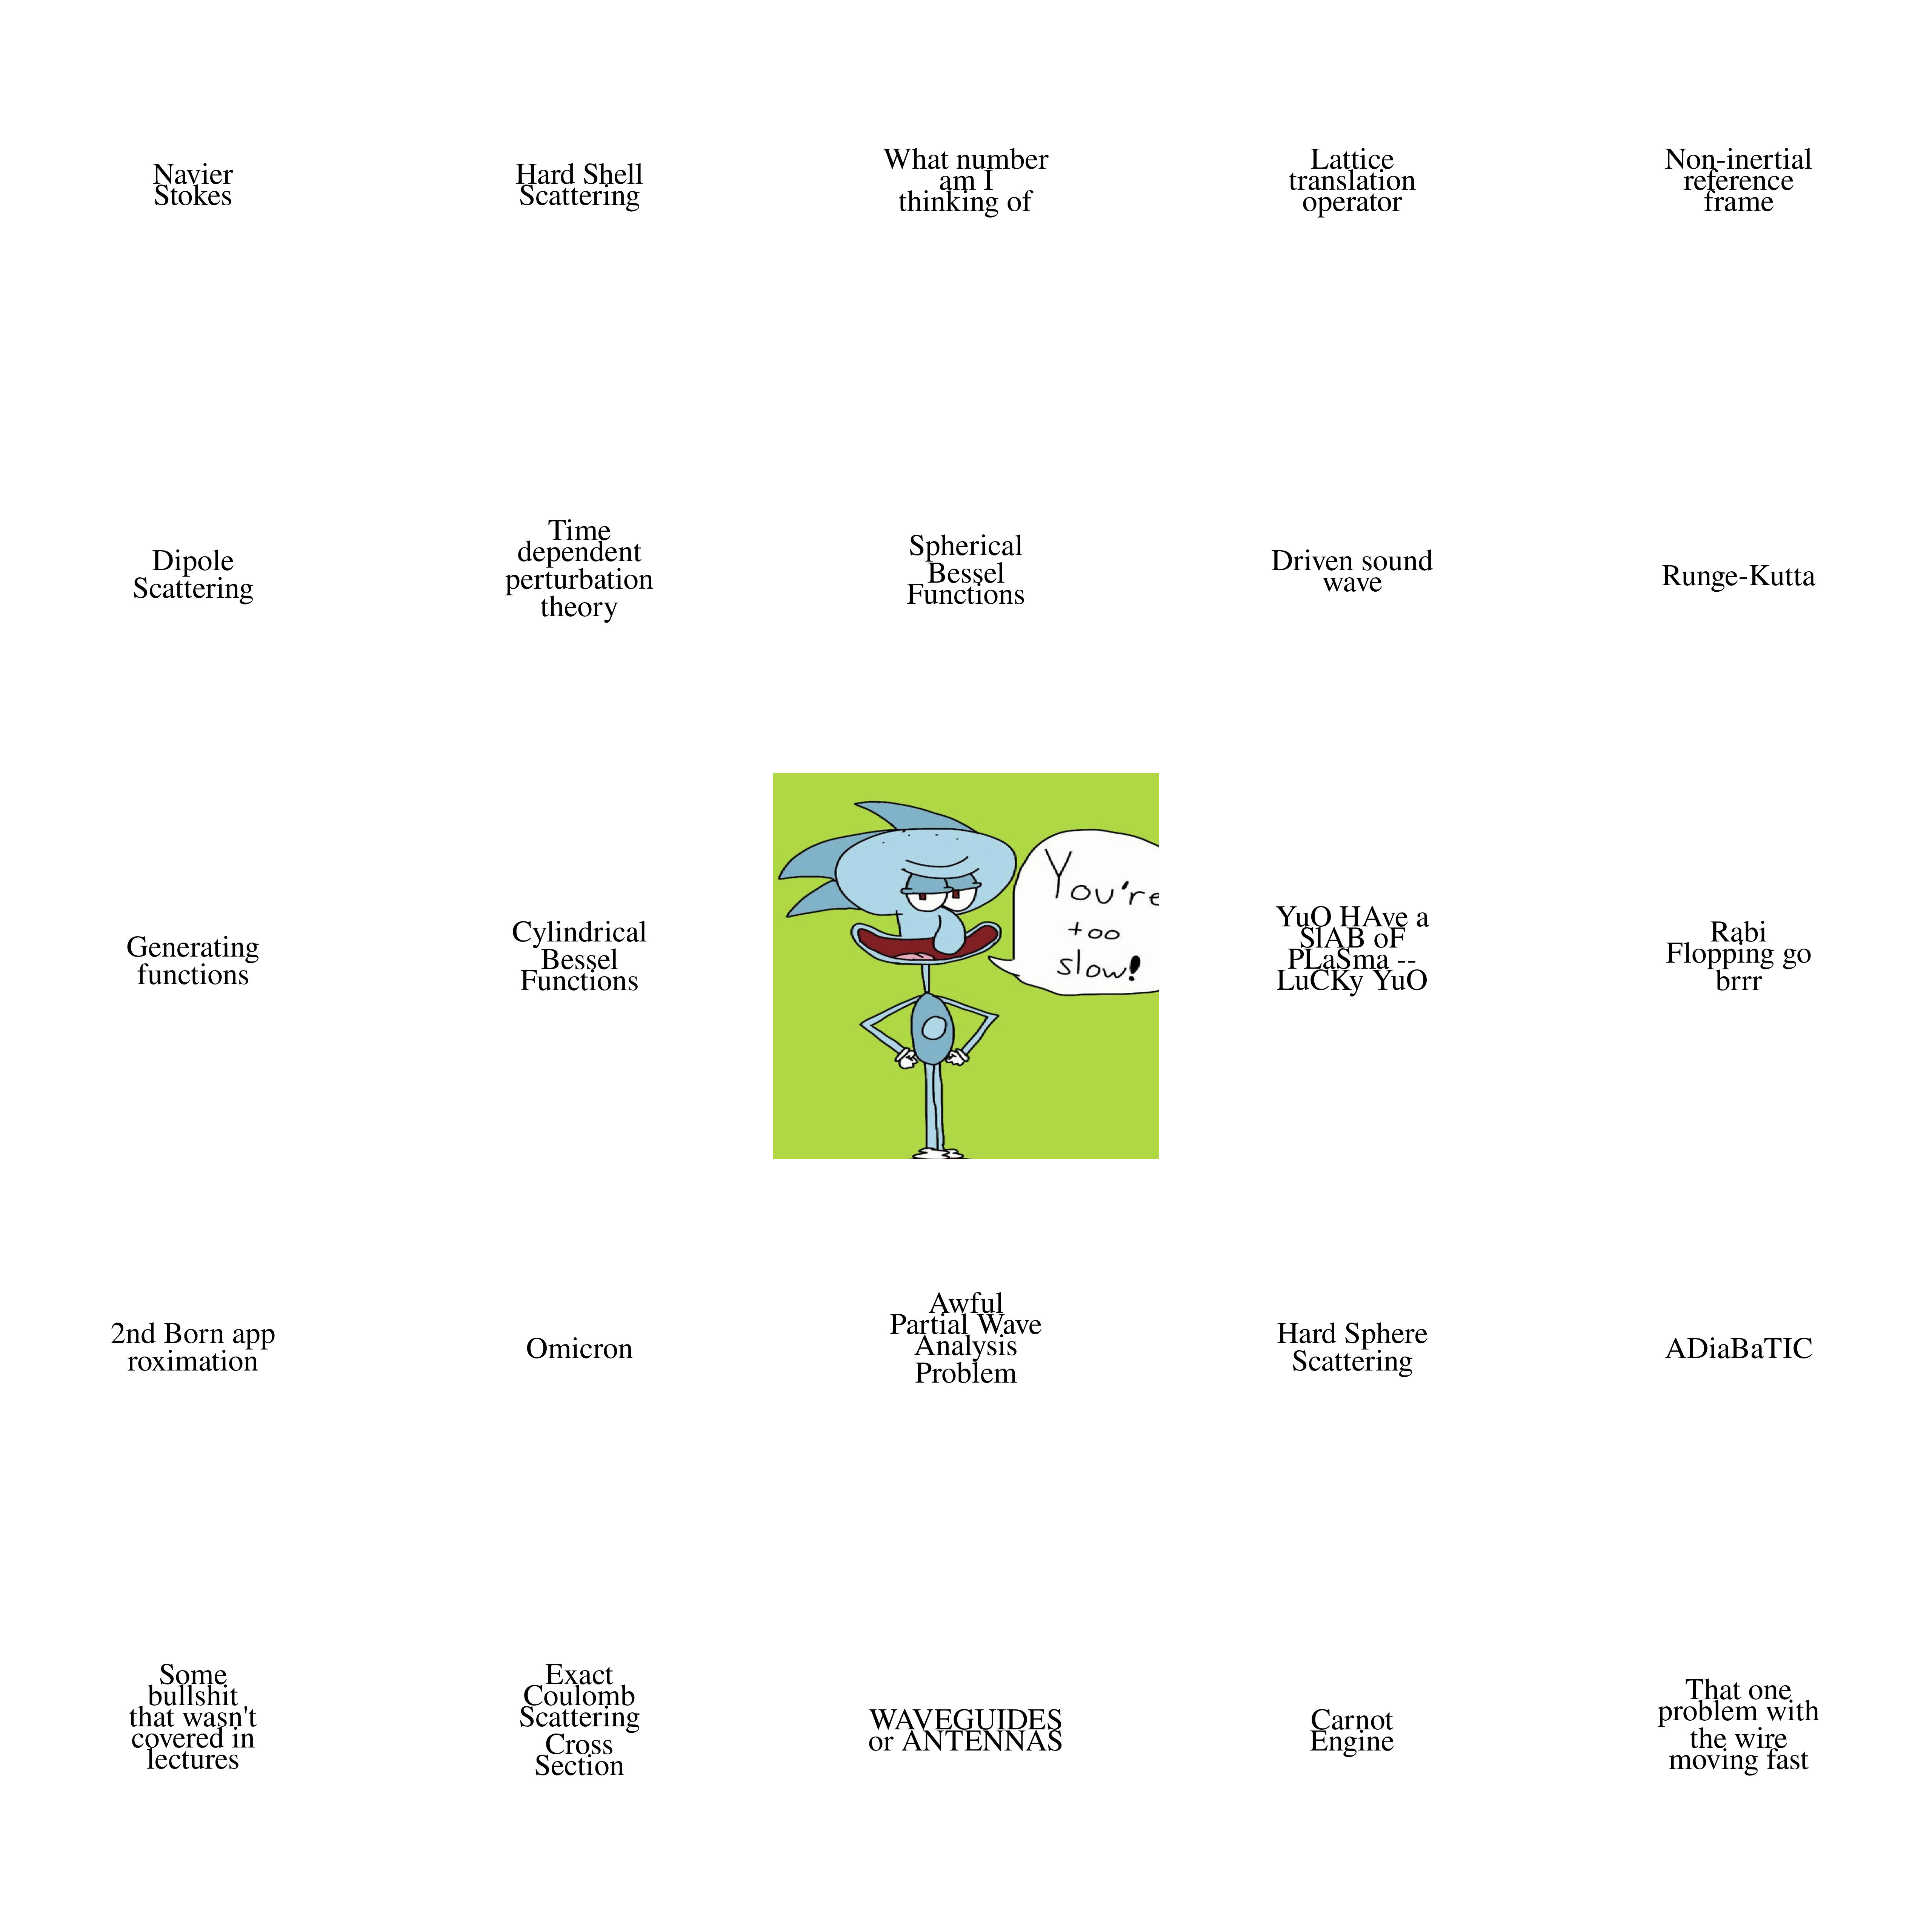 Navier
Stokes
Hard Shell
Scattering
What number
am I
thinking of
Lattice
translation
operator
Non-inertial
reference
frame
Dipole
Scattering
Time
dependent
perturbation
theory
Spherical
Bessel
Functions
Driven sound
wave
Runge-Kutta
Generating
functions
Cylindrical
Bessel
Functions
You're
too
slow!
YuO HAve a
SlAB oF
PLaSma --
LuCKy YuO
Rabi
Flopping go
brrr
2nd Born app
roximation
Omicron
Awful
Partial Wave
Analysis
Problem
Hard Sphere
Scattering
ADiaBaTIC
Some
bullshit
that wasn't
covered in
lectures
Exact
Coulomb
Scattering
Cross
Section
WAVEGUIDES
or ANTENNAS
Carnot
Engine
That one
problem with
the wire
moving fast